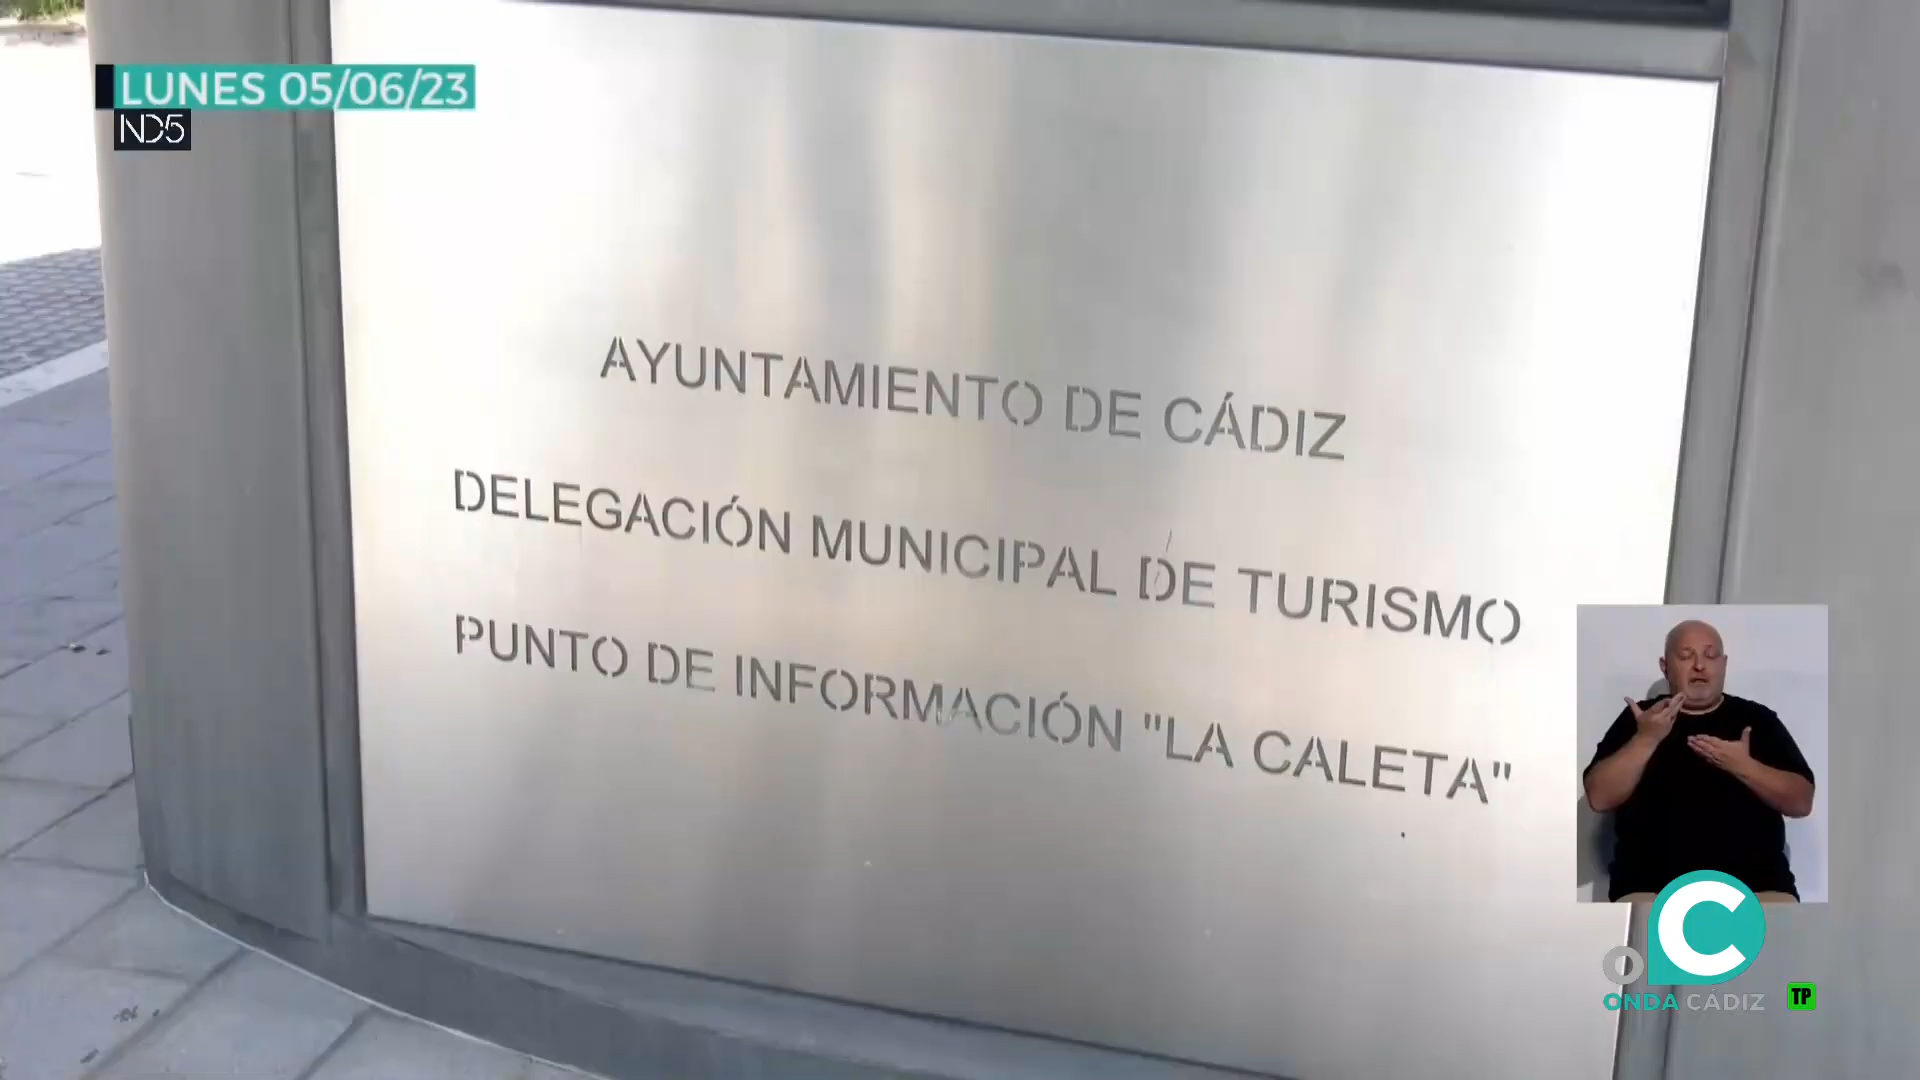 LUNES 05/06/23
ND5
AYUNTAMIENTO DE CÁDIZ
DELEGACIÓN MUNICIPAL DE TURISMO
PUNTO DE INFORMACIÓN "LA CALETA"
OC
ONDA CÁDIZ
TP